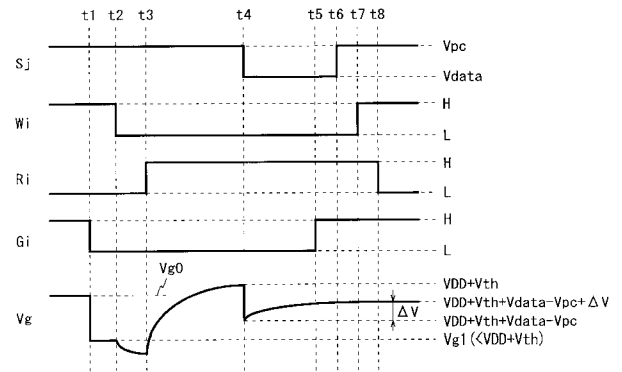 t1 t2 t3 t4 t5 t6 t7 t8
Sj
Vpc
Vdata
Wi
H
L
Ri
H
L
Gi
H
L
Vg
Vg0
VDD+Vth
VDD+Vth+Vdata-Vpc+ΔV
ΔV
VDD+Vth+Vdata-Vpc
Vg1(<VDD+Vth)